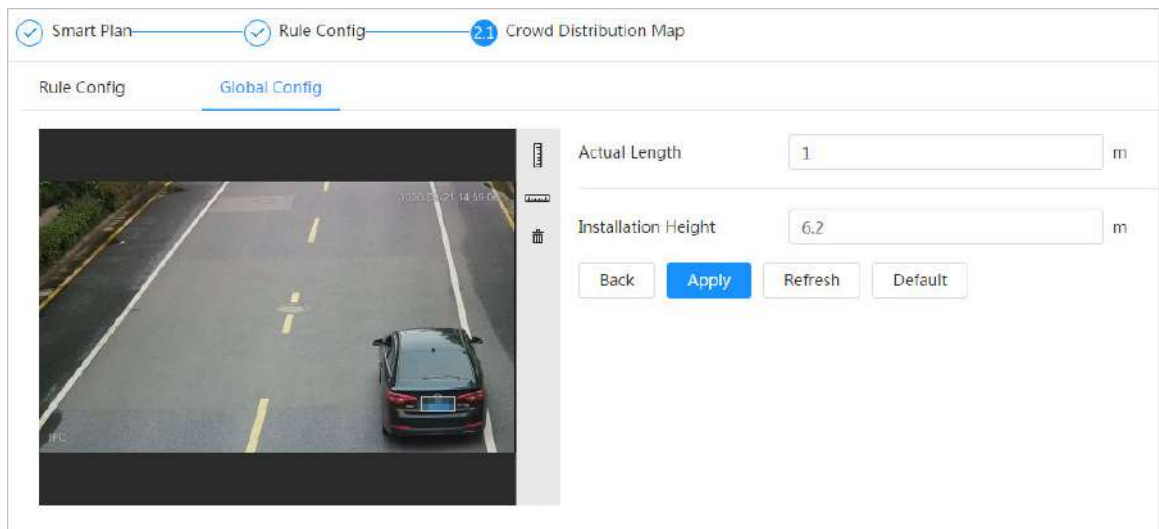 Smart Plan
Rule Config
2.1 Crowd Distribution Map
Rule Config
Global Config
Actual Length 1 m
Installation Height 6.2 m
Back Apply Refresh Default
IPC